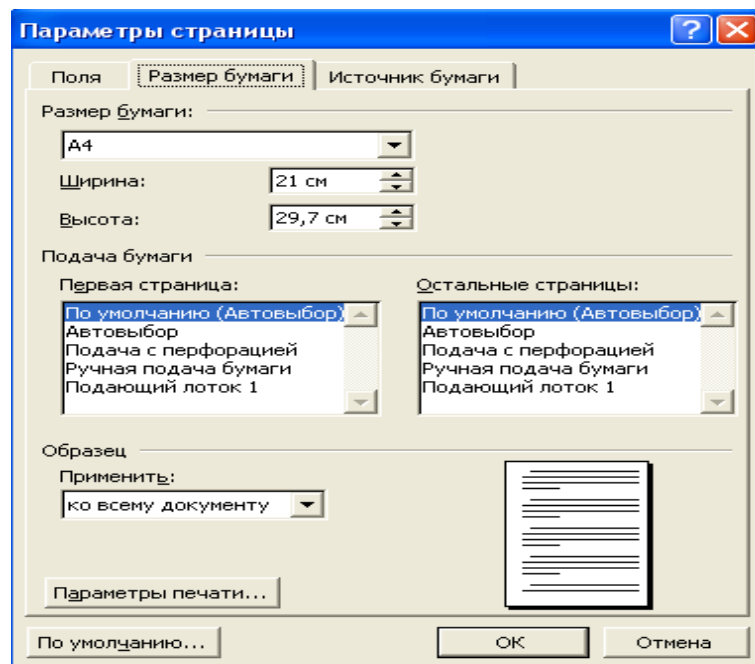 Параметры страницы
Поля Размер бумаги Источник бумаги
Размер бумаги:
A4
Ширина: 21 см
Высота: 29,7 см
Подача бумаги
Первая страница: Остальные страницы:
По умолчанию (Автовыбор) По умолчанию (Автовыбор)
Автовыбор Автовыбор
Подача с перфорацией Подача с перфорацией
Ручная подача бумаги Ручная подача бумаги
Подающий лоток 1 Подающий лоток 1
Образец
Применить:
ко всему документу
Параметры печати...
По умолчанию... ОК Отмена